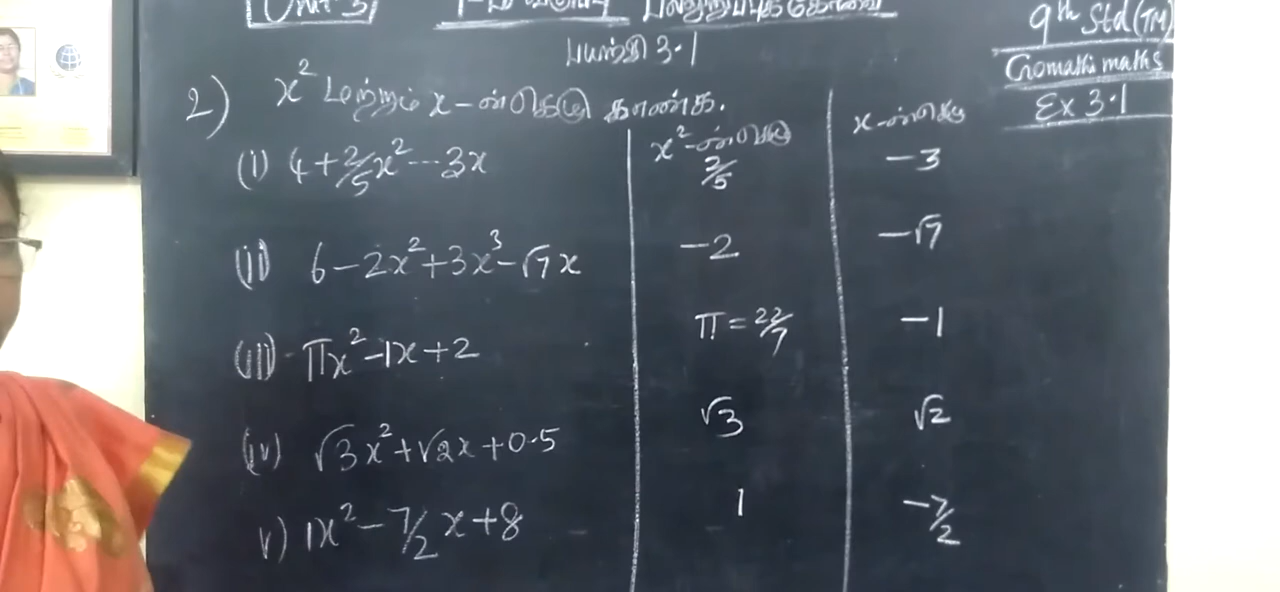 9th Std (TM)
Gomathi maths
Ex 3.1
பயிற்சி 3.1
2) x² மற்றும் x-ன் கெழு காண்க.
x²-ன் கெழு x-ன் கெழு
(i) 4+2/5x²-3x 2/5 -3
(ii) 6-2x²+3x³-√7x -2 -√7
(iii) πx²-1x+2 π=22/7 -1
(iv) √3x²+√2x+0.5 √3 √2
v) 1x²-7/2x+8 1 -7/2